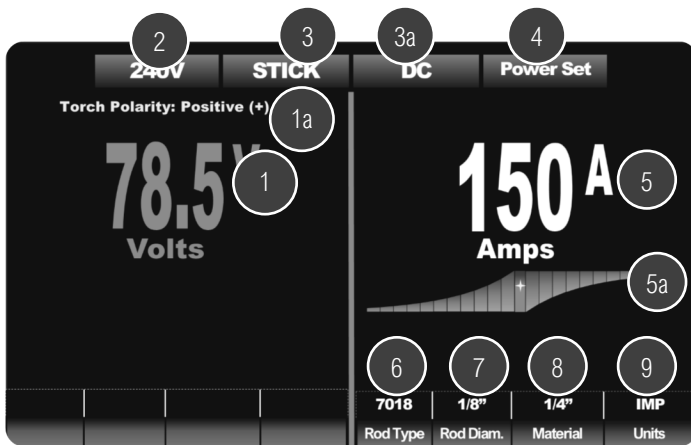 2 3 3a 4
240V STICK DC Power Set
Torch Polarity: Positive (+)
1a
78.5 V
1
Volts
150 A
5
Amps
5a
6 7 8 9
7018 1/8” 1/4” IMP
Rod Type Rod Diam. Material Units